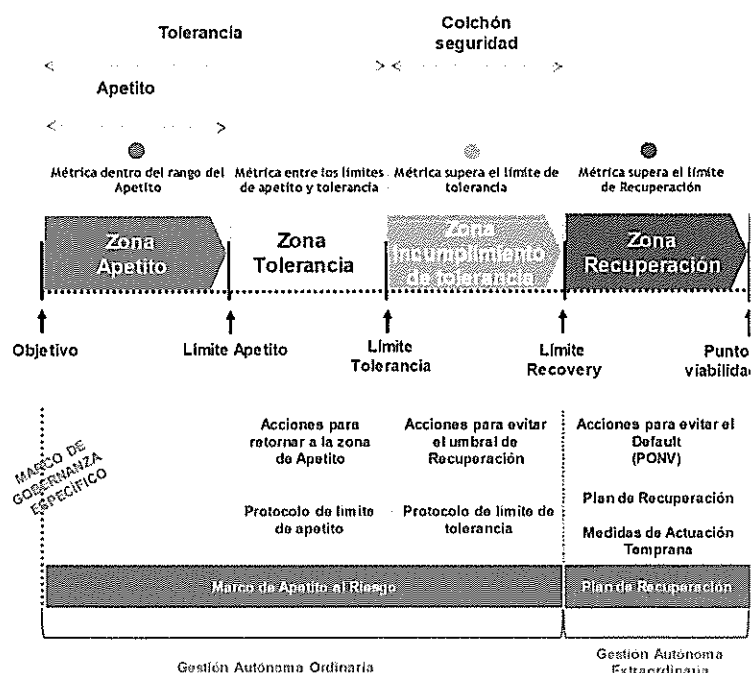 Tolerancia
Colchón
seguridad
Apetito
Métrica dentro del rango del
Apetito
Métrica entre los límites
de apetito y tolerancia
Métrica supera el límite de
tolerancia
Métrica supera el límite
de Recuperación
Zona
Apetito
Zona
Tolerancia
Zona
Incumplimiento
de tolerancia
Zona
Recuperación
Objetivo
Límite Apetito
Límite
Tolerancia
Límite
Recovery
Punto
viabilidad
MARCO DE
GOBERNANZA
ESPECÍFICO
Acciones para
retornar a la zona
de Apetito
Acciones para evitar
el umbral de
Recuperación
Acciones para evitar el
Default
(PONV)
Protocolo de límite
de apetito
Protocolo de límite de
tolerancia
Plan de Recuperación
Medidas de Actuación
Temprana
Marco de Apetito al Riesgo
Plan de Recuperación
Gestión Autónoma Ordinaria
Gestión Autónoma
Extraordinaria